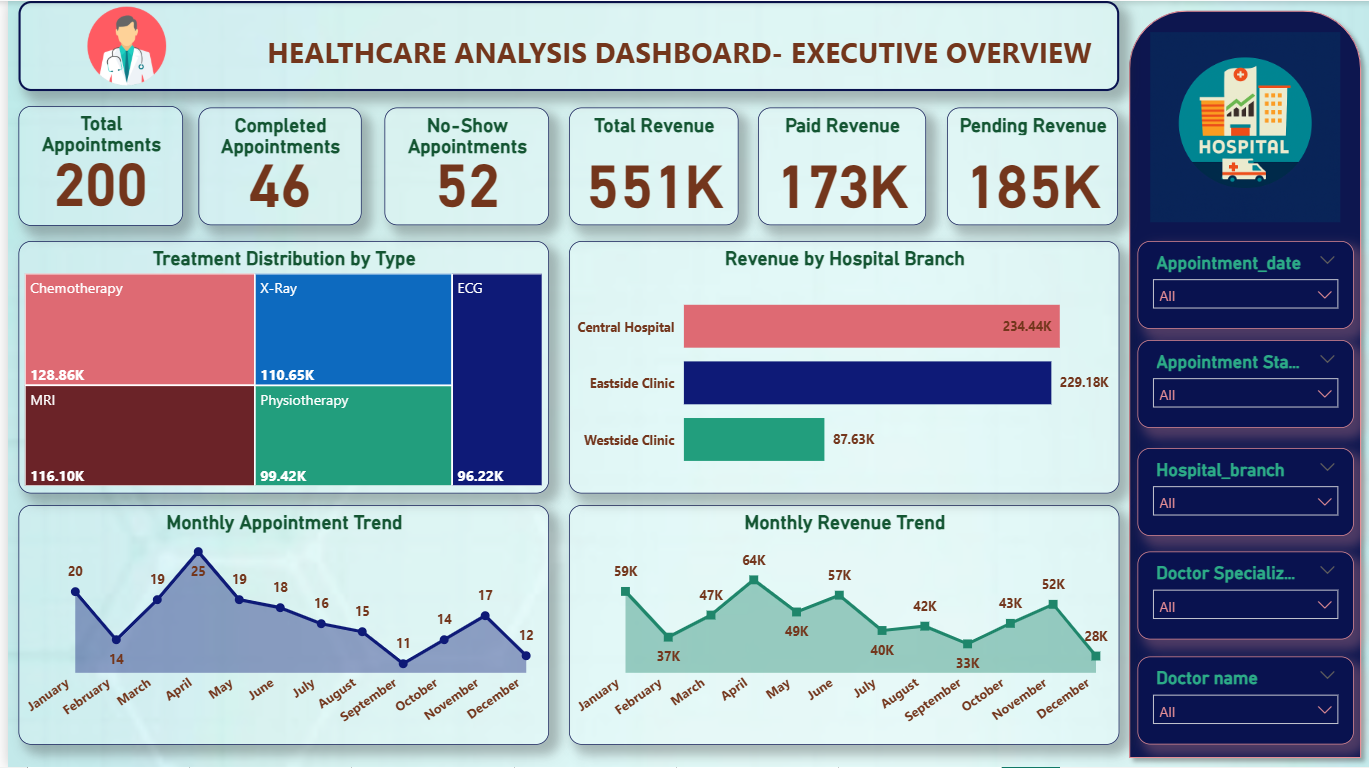 HEALTHCARE ANALYSIS DASHBOARD- EXECUTIVE OVERVIEW
HOSPITAL
Total
Appointments
200
Completed
Appointments
46
No-Show
Appointments
52
Total Revenue
551K
Paid Revenue
173K
Pending Revenue
185K
Treatment Distribution by Type
Chemotherapy
128.86K
X-Ray
110.65K
ECG
96.22K
MRI
116.10K
Physiotherapy
99.42K
Revenue by Hospital Branch
Central Hospital
234.44K
Eastside Clinic
229.18K
Westside Clinic
87.63K
Monthly Appointment Trend
20
14
19
25
19
18
16
15
11
14
17
12
January
February
March
April
May
June
July
August
September
October
November
December
Monthly Revenue Trend
59K
37K
47K
64K
49K
57K
40K
42K
33K
43K
52K
28K
January
February
March
April
May
June
July
August
September
October
November
December
Appointment_date
All
Appointment Sta...
All
Hospital_branch
All
Doctor Specializ...
All
Doctor name
All